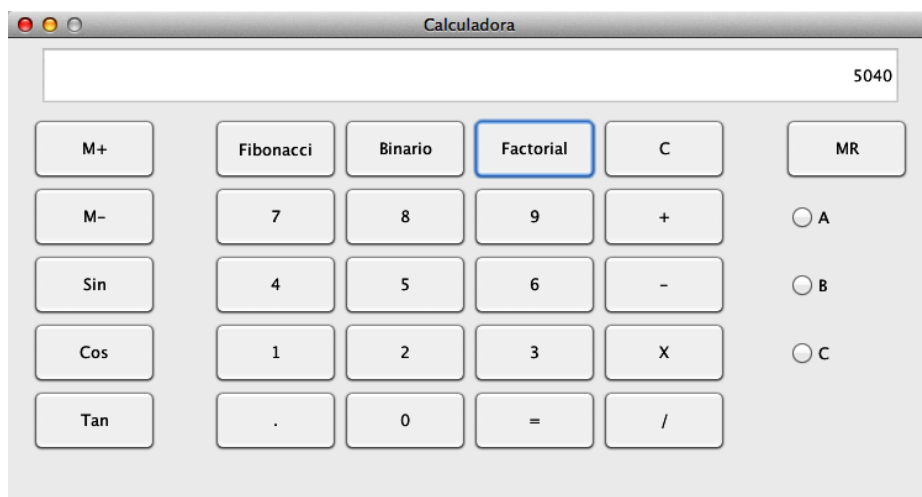 Calculadora
5040
M+ Fibonacci Binario Factorial C MR
M- 7 8 9 + A
Sin 4 5 6 - B
Cos 1 2 3 X C
Tan . 0 = /